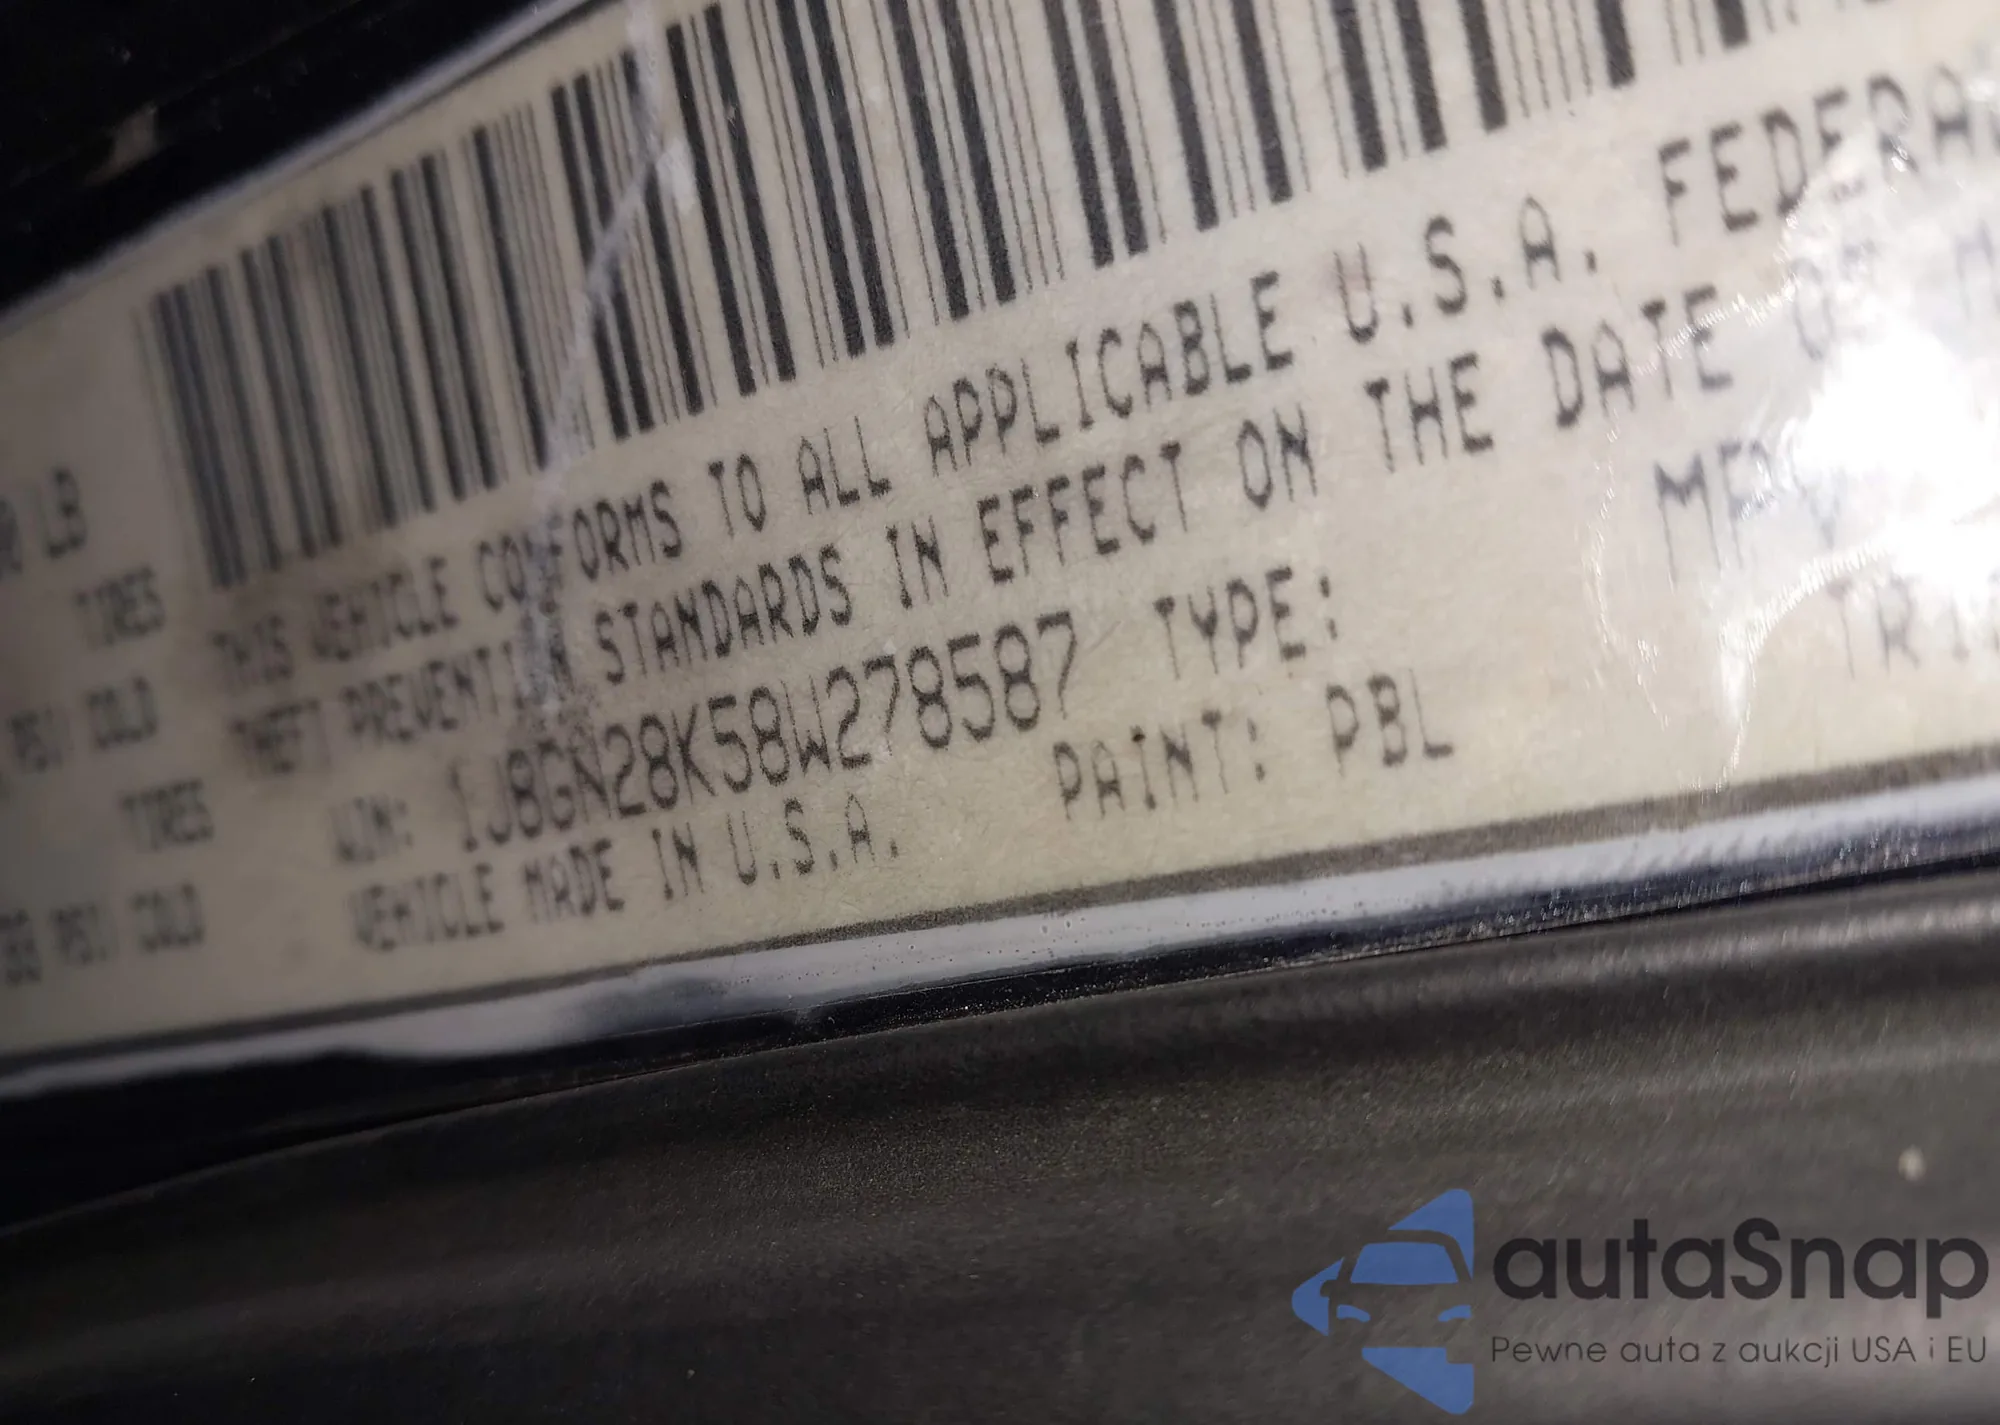 LB
TIRES
PSI COLD
TIRES
PSI COLD
THIS VEHICLE CONFORMS TO ALL APPLICABLE U.S.A. FEDERAL
THEFT PREVENTION STANDARDS IN EFFECT ON THE DATE OF
VIN: 1J8GN28K58W278587 TYPE: MPV
VEHICLE MADE IN U.S.A. PAINT: PBL
autaSnap
Pewne auta z aukcji USA i EU